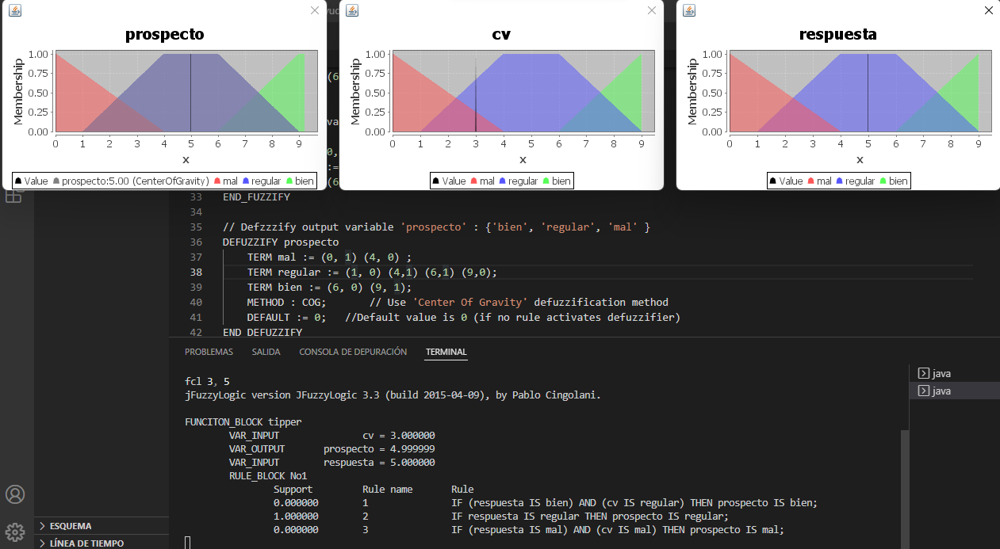 prospecto
1.00
0.75
0.50
0.25
0.00
Membership
0 1 2 3 4 5 6 7 8 9
x
Value prospecto:5.00 (CenterOfGravity) mal regular bien
cv
1.00
0.75
0.50
0.25
0.00
Membership
0 1 2 3 4 5 6 7 8 9
x
Value mal regular bien
respuesta
1.00
0.75
0.50
0.25
0.00
Membership
0 1 2 3 4 5 6 7 8 9
x
Value mal regular bien
(6
va
0,
:=
(6
33 END_FUZZIFY
34
35 // Defzzzify output variable 'prospecto' : {'bien', 'regular', 'mal' }
36 DEFUZZIFY prospecto
37 TERM mal := (0, 1) (4, 0) ;
38 TERM regular := (1, 0) (4,1) (6,1) (9,0);
39 TERM bien := (6, 0) (9, 1);
40 METHOD : COG; // Use 'Center Of Gravity' defuzzification method
41 DEFAULT := 0; //Default value is 0 (if no rule activates defuzzifier)
42 END_DEFUZZIFY
PROBLEMAS SALIDA CONSOLA DE DEPURACIÓN TERMINAL
fcl 3, 5
jFuzzyLogic version JFuzzyLogic 3.3 (build 2015-04-09), by Pablo Cingolani.
FUNCITON_BLOCK tipper
VAR_INPUT cv = 3.000000
VAR_OUTPUT prospecto = 4.999999
VAR_INPUT respuesta = 5.000000
RULE_BLOCK No1
Support Rule name Rule
0.000000 1 IF (respuesta IS bien) AND (cv IS regular) THEN prospecto IS bien;
1.000000 2 IF respuesta IS regular THEN prospecto IS regular;
0.000000 3 IF (respuesta IS mal) AND (cv IS mal) THEN prospecto IS mal;
java
java
ESQUEMA
LÍNEA DE TIEMPO